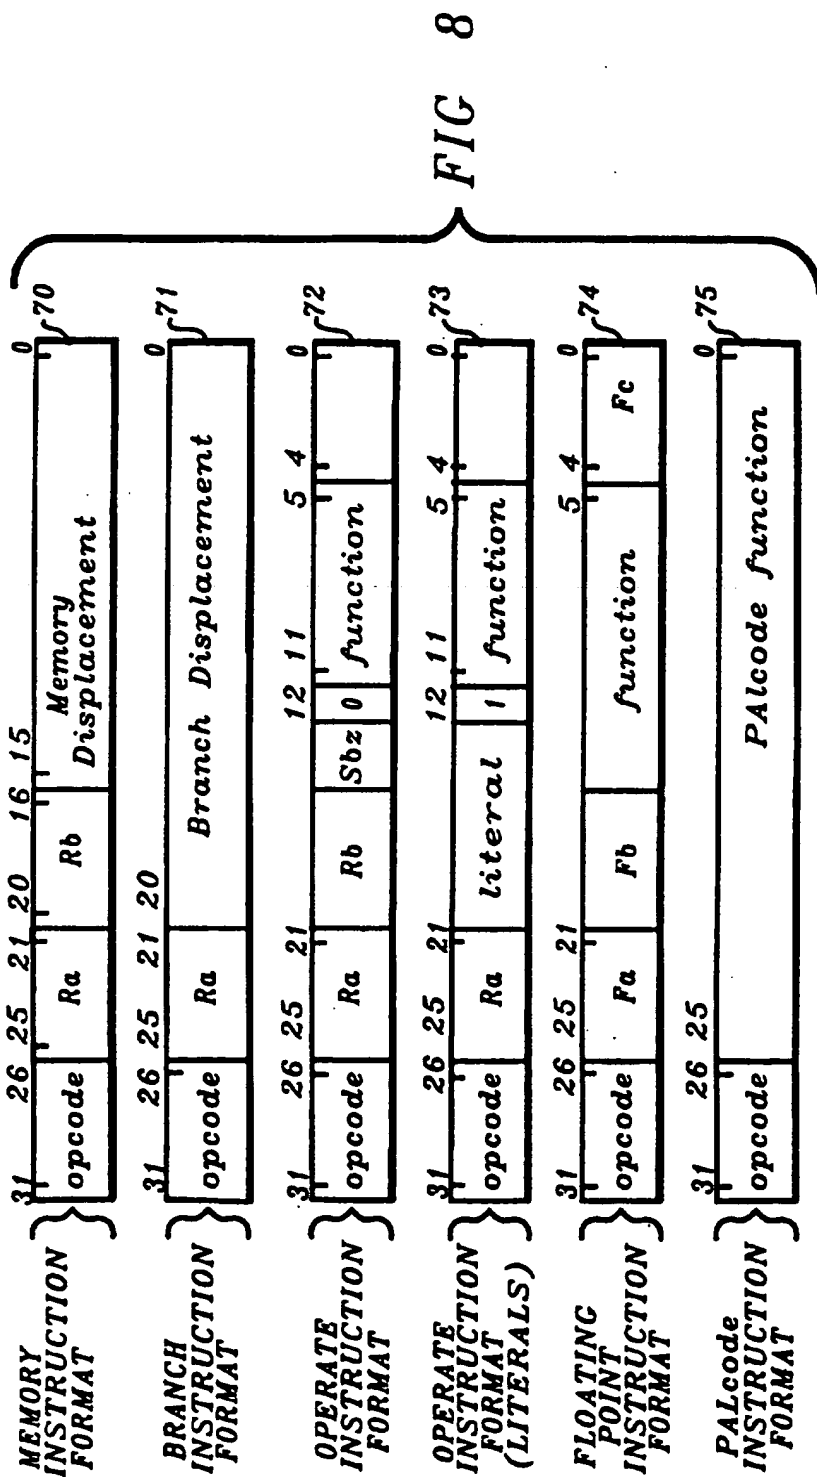 MEMORY
INSTRUCTION
FORMAT
31 26 25 21 20 16 15 0
opcode Ra Rb Memory
Displacement
70
BRANCH
INSTRUCTION
FORMAT
31 26 25 21 20 0
opcode Ra Branch Displacement
71
OPERATE
INSTRUCTION
FORMAT
31 26 25 21 12 11 5 4 0
opcode Ra Rb Sbz 0 function
72
OPERATE
INSTRUCTION
FORMAT
(LITERALS)
31 26 25 21 12 11 5 4 0
opcode Ra literal 1 function
73
FLOATING
POINT
INSTRUCTION
FORMAT
31 26 25 21 5 4 0
opcode Fa Fb function Fc
74
PALcode
INSTRUCTION
FORMAT
31 26 25 0
opcode PAlcode function
75
FIG 8